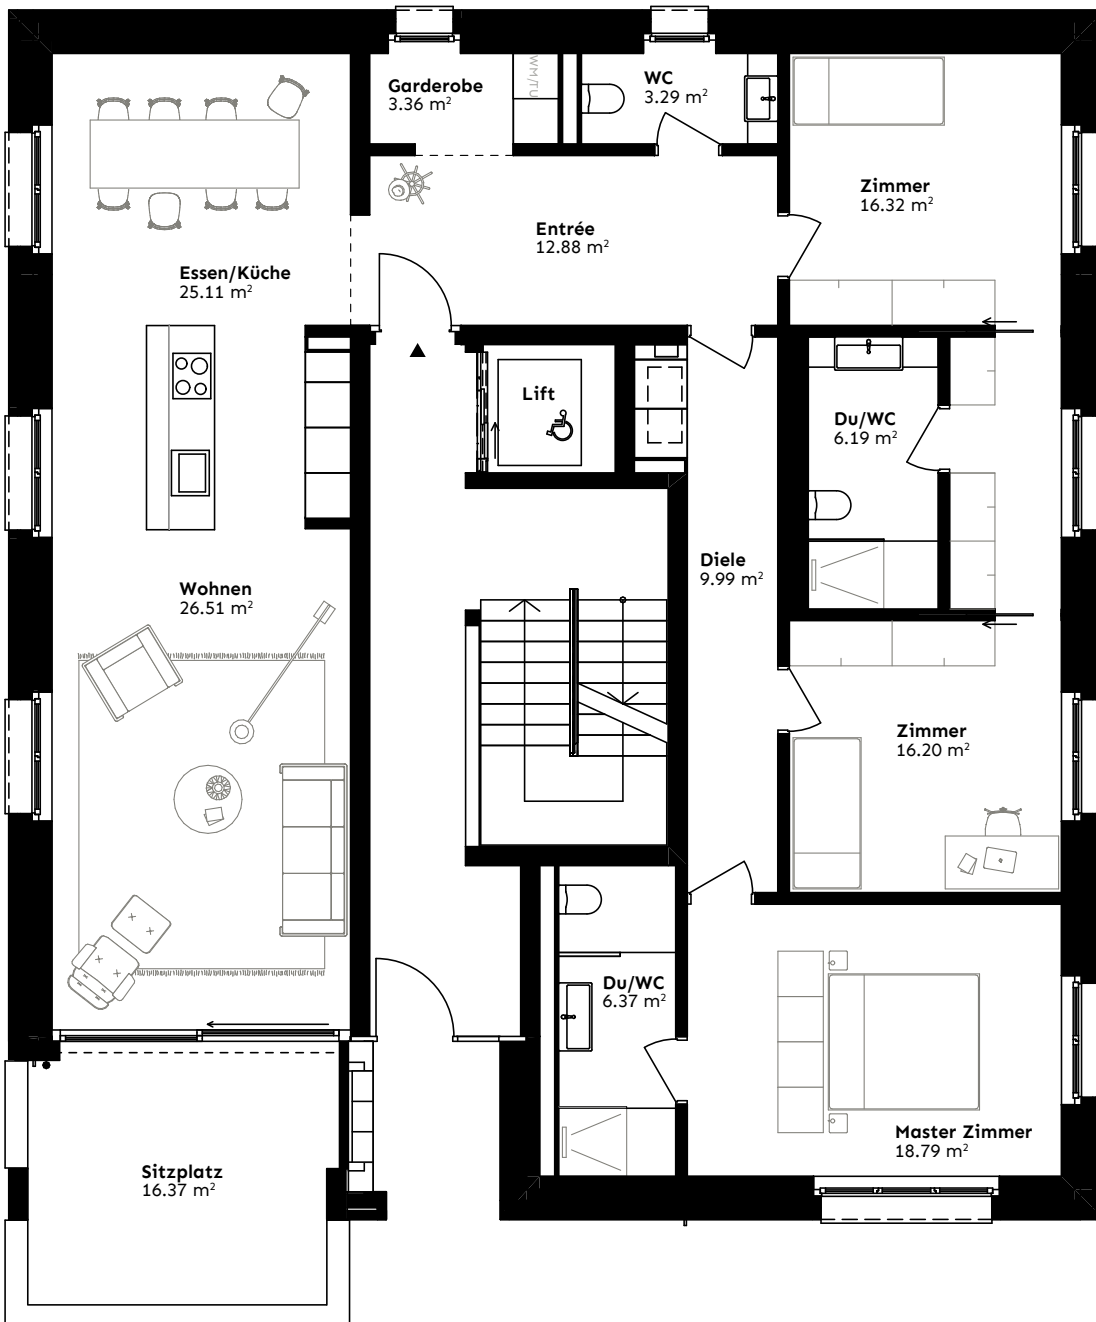 Garderobe
3.36 m²
WM/TU
WC
3.29 m²
Zimmer
16.32 m²
Entrée
12.88 m²
Essen/Küche
25.11 m²
Lift
Du/WC
6.19 m²
Diele
9.99 m²
Wohnen
26.51 m²
Zimmer
16.20 m²
Du/WC
6.37 m²
Master Zimmer
18.79 m²
Sitzplatz
16.37 m²